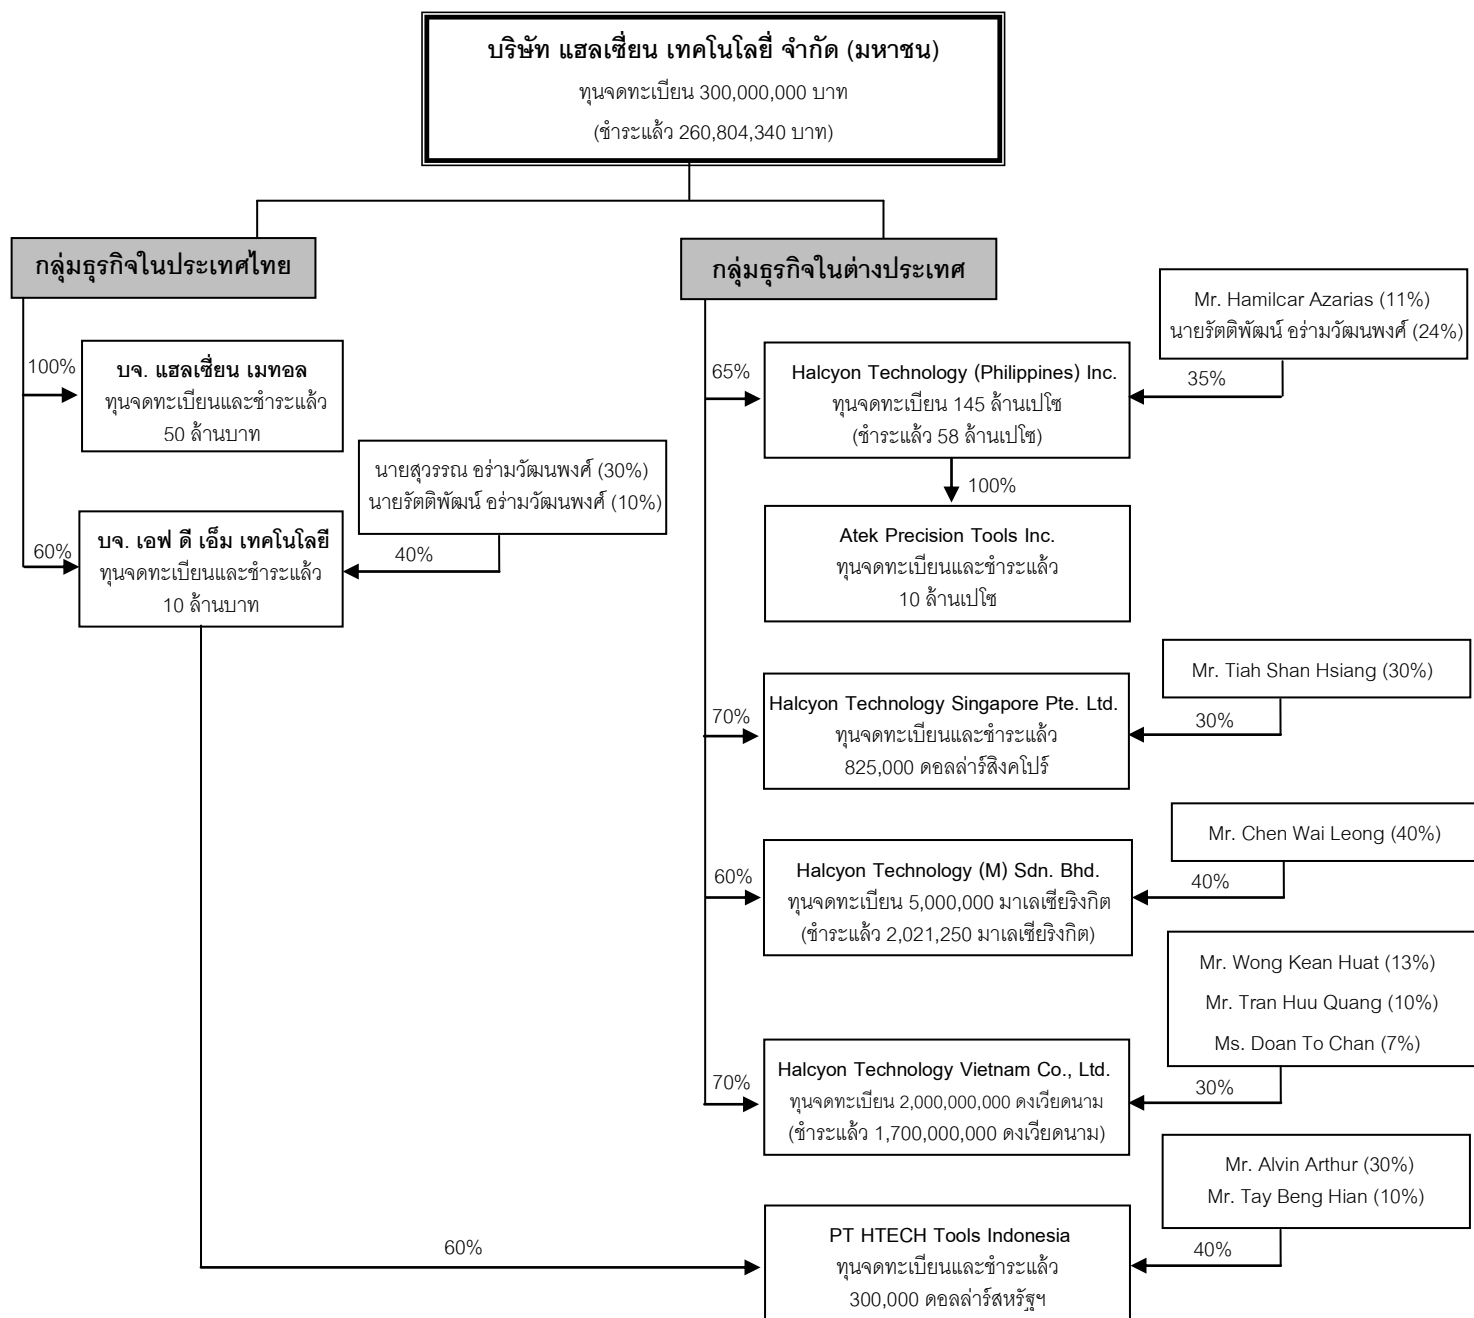 บริษัท แฮลเซี่ยน เทคโนโลยี่ จำกัด (มหาชน)
ทุนจดทะเบียน 300,000,000 บาท
(ชำระแล้ว 260,804,340 บาท)
กลุ่มธุรกิจในประเทศไทย
100%
บจ. แฮลเซี่ยน เมทอล
ทุนจดทะเบียนและชำระแล้ว
50 ล้านบาท
นายสุวรรณ อร่ามวัฒนพงศ์ (30%)
นายรัตติพัฒน์ อร่ามวัฒนพงศ์ (10%)
40%
60%
บจ. เอฟ ดี เอ็ม เทคโนโลยี
ทุนจดทะเบียนและชำระแล้ว
10 ล้านบาท
กลุ่มธุรกิจในต่างประเทศ
Mr. Hamilcar Azarias (11%)
นายรัตติพัฒน์ อร่ามวัฒนพงศ์ (24%)
35%
65%
Halcyon Technology (Philippines) Inc.
ทุนจดทะเบียน 145 ล้านเปโซ
(ชำระแล้ว 58 ล้านเปโซ)
100%
Atek Precision Tools Inc.
ทุนจดทะเบียนและชำระแล้ว
10 ล้านเปโซ
Mr. Tiah Shan Hsiang (30%)
30%
70%
Halcyon Technology Singapore Pte. Ltd.
ทุนจดทะเบียนและชำระแล้ว
825,000 ดอลล่าร์สิงคโปร์
Mr. Chen Wai Leong (40%)
40%
60%
Halcyon Technology (M) Sdn. Bhd.
ทุนจดทะเบียน 5,000,000 มาเลเซียริงกิต
(ชำระแล้ว 2,021,250 มาเลเซียริงกิต)
Mr. Wong Kean Huat (13%)
Mr. Tran Huu Quang (10%)
Ms. Doan To Chan (7%)
30%
70%
Halcyon Technology Vietnam Co., Ltd.
ทุนจดทะเบียน 2,000,000,000 ดงเวียดนาม
(ชำระแล้ว 1,700,000,000 ดงเวียดนาม)
Mr. Alvin Arthur (30%)
Mr. Tay Beng Hian (10%)
40%
60%
PT HTECH Tools Indonesia
ทุนจดทะเบียนและชำระแล้ว
300,000 ดอลล่าร์สหรัฐฯ